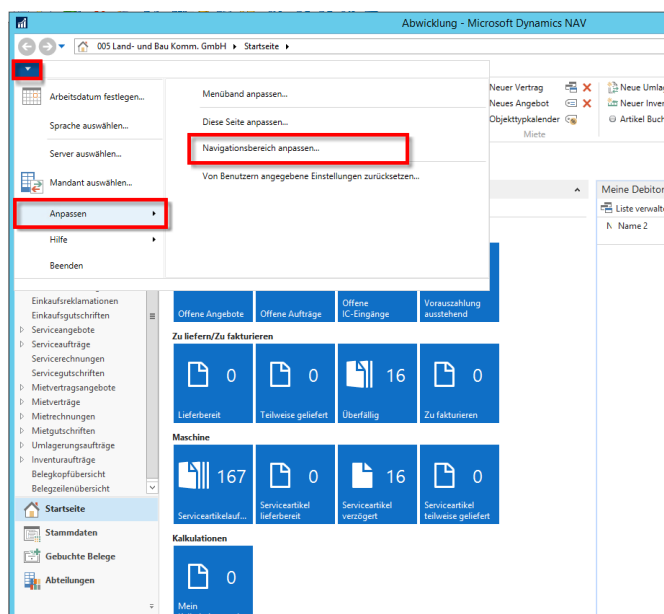 Abwicklung - Microsoft Dynamics NAV
005 Land- und Bau Komm. GmbH
Startseite
Arbeitsdatum festlegen...
Sprache auswählen...
Server auswählen...
Mandant auswählen...
Anpassen
Hilfe
Beenden
Menüband anpassen...
Diese Seite anpassen...
Navigationsbereich anpassen...
Von Benutzern angegebene Einstellungen zurücksetzen...
Neuer Vertrag
Neues Angebot
Objekttypkalender
Miete
Neue Umla
Neuer Inver
Artikel Buch
Meine Debitor
Liste verwalte
Name 2
Einkaufsreklamationen
Einkaufsgutschriften
Serviceangebote
Serviceaufträge
Servicerechnungen
Servicegutschriften
Mietvertragsangebote
Mietverträge
Mietrechnungen
Mietgutschriften
Umlagerungsaufträge
Inventuraufträge
Belegkopfübersicht
Belegzeilenübersicht
Startseite
Stammdaten
Gebuchte Belege
Abteilungen
Offene Angebote
Offene Aufträge
Offene
IC-Eingänge
Vorauszahlung
ausstehend
Zu liefern/Zu fakturieren
0
Lieferbereit
0
Teilweise geliefert
16
Überfällig
0
Zu fakturieren
Maschine
167
Serviceartikelauf...
0
Serviceartikel
lieferbereit
16
Serviceartikel
verzögert
0
Serviceartikel
teilweise geliefert
Kalkulationen
0
Mein